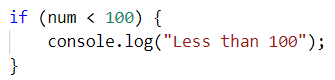 if (num < 100) {
    console.log("Less than 100");
}